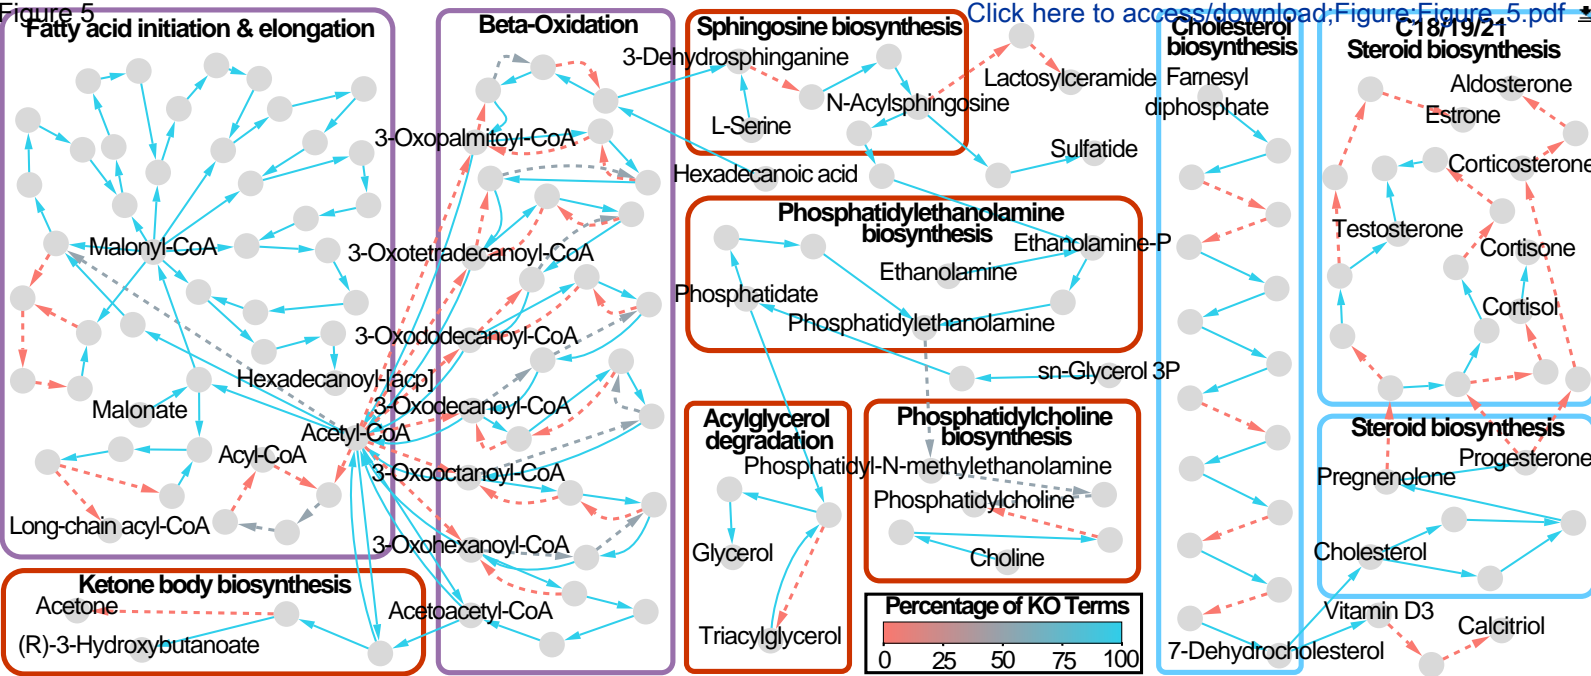 Figure 5
Click here to access/download;Figure;Figure_5.pdf
Fatty acid initiation & elongation
Malonyl-CoA
Hexadecanoyl-[acp]
Malonate
Acetyl-CoA
Acyl-CoA
Long-chain acyl-CoA
Ketone body biosynthesis
Acetone
(R)-3-Hydroxybutanoate
Beta-Oxidation
3-Oxopalmitoyl-CoA
3-Oxotetradecanoyl-CoA
3-Oxododecanoyl-CoA
3-Oxodecanoyl-CoA
3-Oxooctanoyl-CoA
3-Oxohexanoyl-CoA
Acetoacetyl-CoA
Sphingosine biosynthesis
3-Dehydrosphinganine
Lactosylceramide
N-Acylsphingosine
L-Serine
Sulfatide
Hexadecanoic acid
Phosphatidylethanolamine
biosynthesis
Ethanolamine-P
Ethanolamine
Phosphatidate
Phosphatidylethanolamine
sn-Glycerol 3P
Acylglycerol
degradation
Glycerol
Triacylglycerol
Phosphatidylcholine
biosynthesis
Phosphatidyl-N-methylethanolamine
Phosphatidylcholine
Choline
Percentage of KO Terms
0 25 50 75 100
Cholesterol
biosynthesis
Farnesyl
diphosphate
7-Dehydrocholesterol
C18/19/21
Steroid biosynthesis
Aldosterone
Estrone
Corticosterone
Testosterone
Cortisone
Cortisol
Steroid biosynthesis
Progesterone
Pregnenolone
Cholesterol
Vitamin D3
Calcitriol